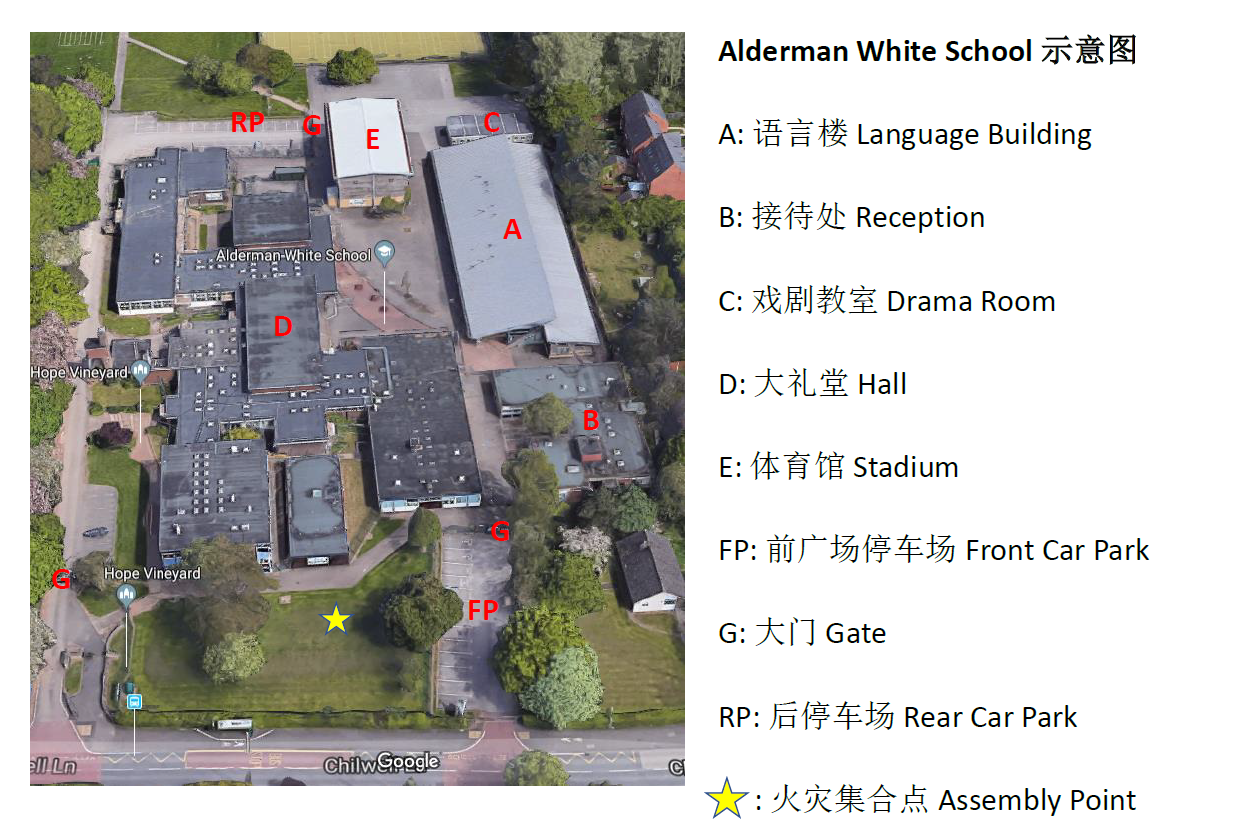 Alderman White School 示意图
A: 语言楼 Language Building
B: 接待处 Reception
C: 戏剧教室 Drama Room
D: 大礼堂 Hall
E: 体育馆 Stadium
FP: 前广场停车场 Front Car Park
G: 大门 Gate
RP: 后停车场 Rear Car Park
: 火灾集合点 Assembly Point
RP
G
E
C
A
Alderman White School
D
Hope Vineyard
B
G
G
Hope Vineyard
FP
ell Ln
Google